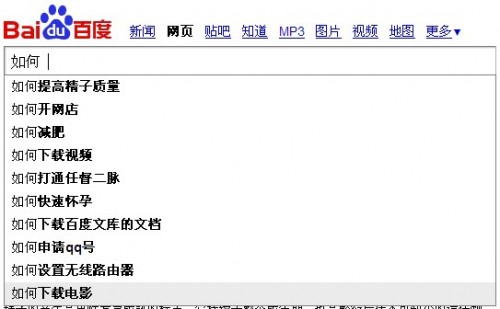 Bai du 百度 新闻 网页 贴吧 知道 MP3 图片 视频 地图 更多▼
如何
如何提高精子质量
如何开网店
如何减肥
如何下载视频
如何打通任督二脉
如何快速怀孕
如何下载百度文库的文档
如何申请qq号
如何设置无线路由器
如何下载电影